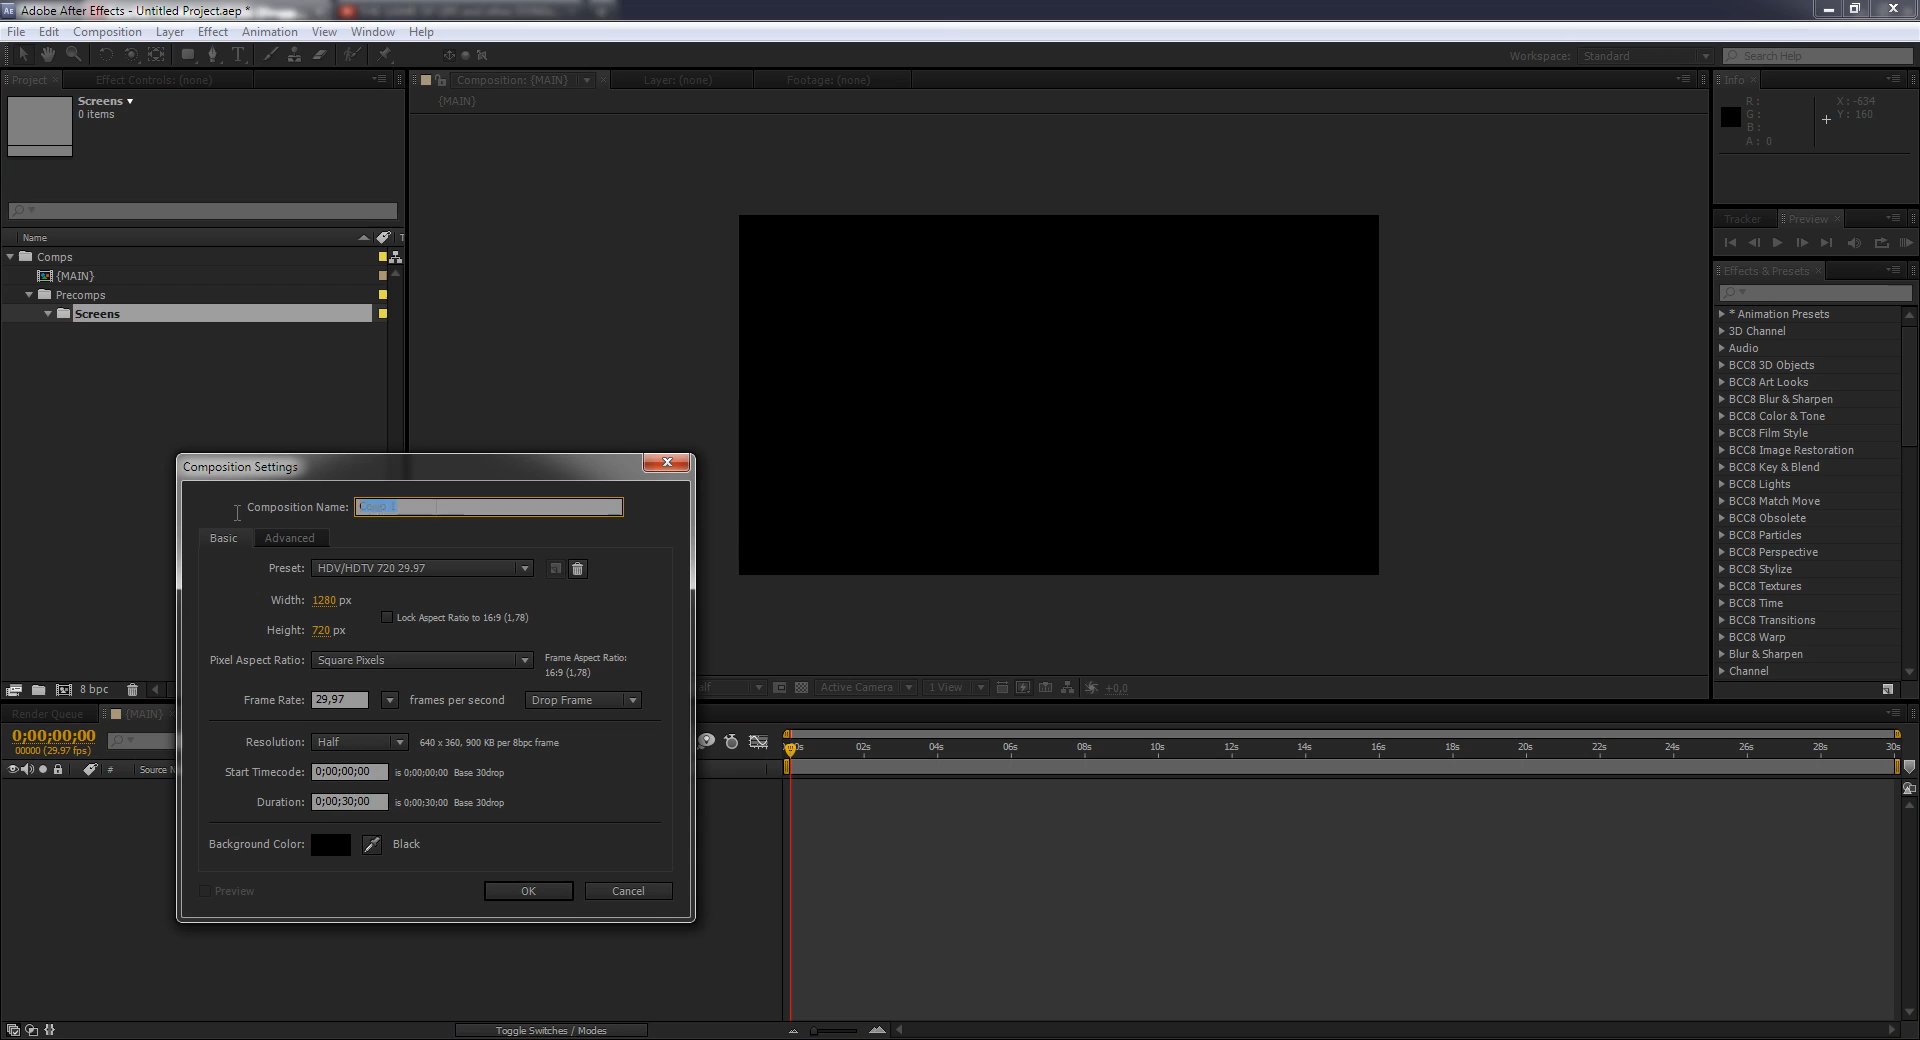 Adobe After Effects - Untitled Project.aep *
File Edit Composition Layer Effect Animation View Window Help
Workspace: Standard Search Help
Project Effect Controls: (none)
Composition: {MAIN} Layer: (none) Footage: (none)
Info
Screens
0 items
{MAIN}
R :
G :
B :
A : 0
X : -634
Y : 160
Tracker Preview
Name
Comps
{MAIN}
Precomps
Screens
Effects & Presets
* Animation Presets
3D Channel
Audio
BCC8 3D Objects
BCC8 Art Looks
BCC8 Blur & Sharpen
BCC8 Color & Tone
BCC8 Film Style
BCC8 Image Restoration
BCC8 Key & Blend
BCC8 Lights
BCC8 Match Move
BCC8 Obsolete
BCC8 Particles
BCC8 Perspective
BCC8 Stylize
BCC8 Textures
BCC8 Time
BCC8 Transitions
BCC8 Warp
Blur & Sharpen
Channel
Composition Settings
Composition Name: Comp 1
Basic Advanced
Preset: HDV/HDTV 720 29.97
Width: 1280 px
Lock Aspect Ratio to 16:9 (1,78)
Height: 720 px
Pixel Aspect Ratio: Square Pixels
Frame Aspect Ratio:
16:9 (1,78)
Frame Rate: 29,97 frames per second Drop Frame
Resolution: Half 640 x 360, 900 KB per 8bpc frame
Start Timecode: 0;00;00;00 is 0;00;00;00 Base 30drop
Duration: 0;00;30;00 is 0;00;30;00 Base 30drop
Background Color: Black
Preview
OK Cancel
8 bpc
Active Camera 1 View +0,0
Render Queue {MAIN}
0;00;00;00
00000 (29.97 fps)
# Source N
02s 04s 06s 08s 10s 12s 14s 16s 18s 20s 22s 24s 26s 28s 30s
Toggle Switches / Modes